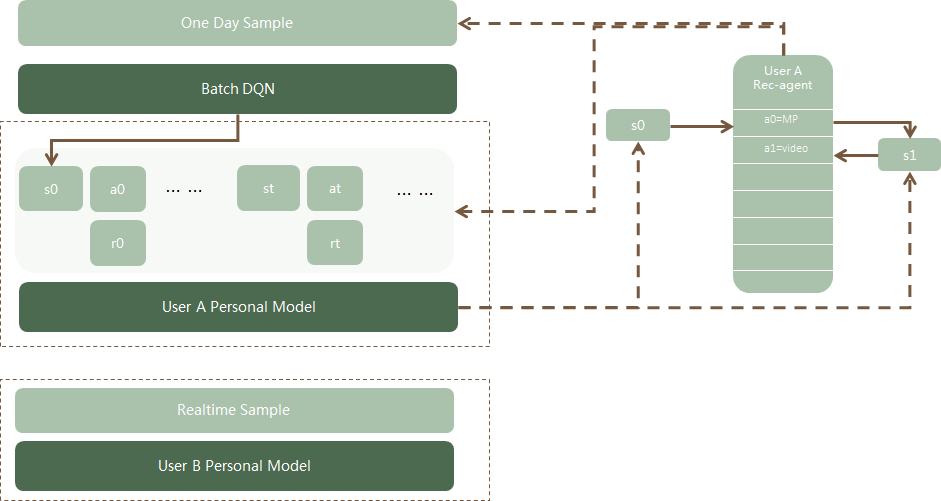 One Day Sample
Batch DQN
s0
a0
... ...
st
at
... ...
r0
rt
User A Personal Model
Realtime Sample
User B Personal Model
s0
User A
Rec-agent
a0=MP
a1=video
s1